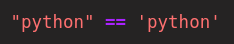 "python" == 'python'